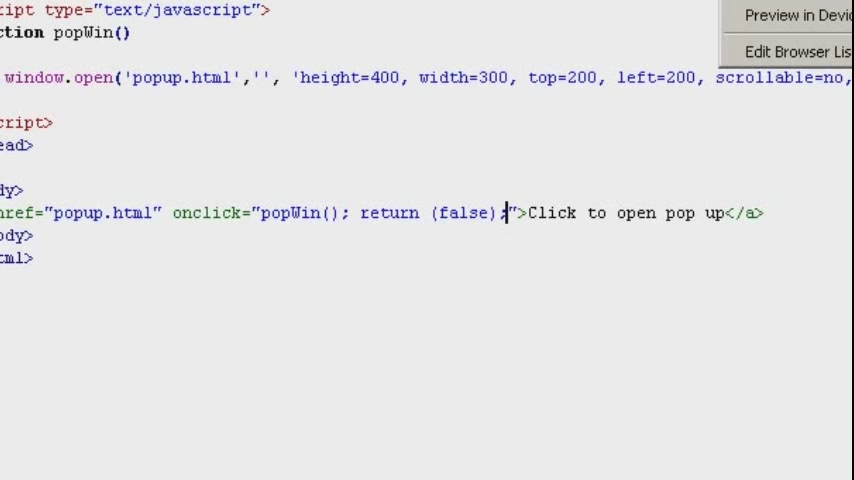 ript type="text/javascript">
Preview in Devic
ction popWin()
Edit Browser Lis
window.open('popup.html','', 'height=400, width=300, top=200, left=200, scrollable=no,
cript>
ead>
dy>
href="popup.html" onclick="popWin(); return (false);">Click to open pop up</a>
ody>
tml>